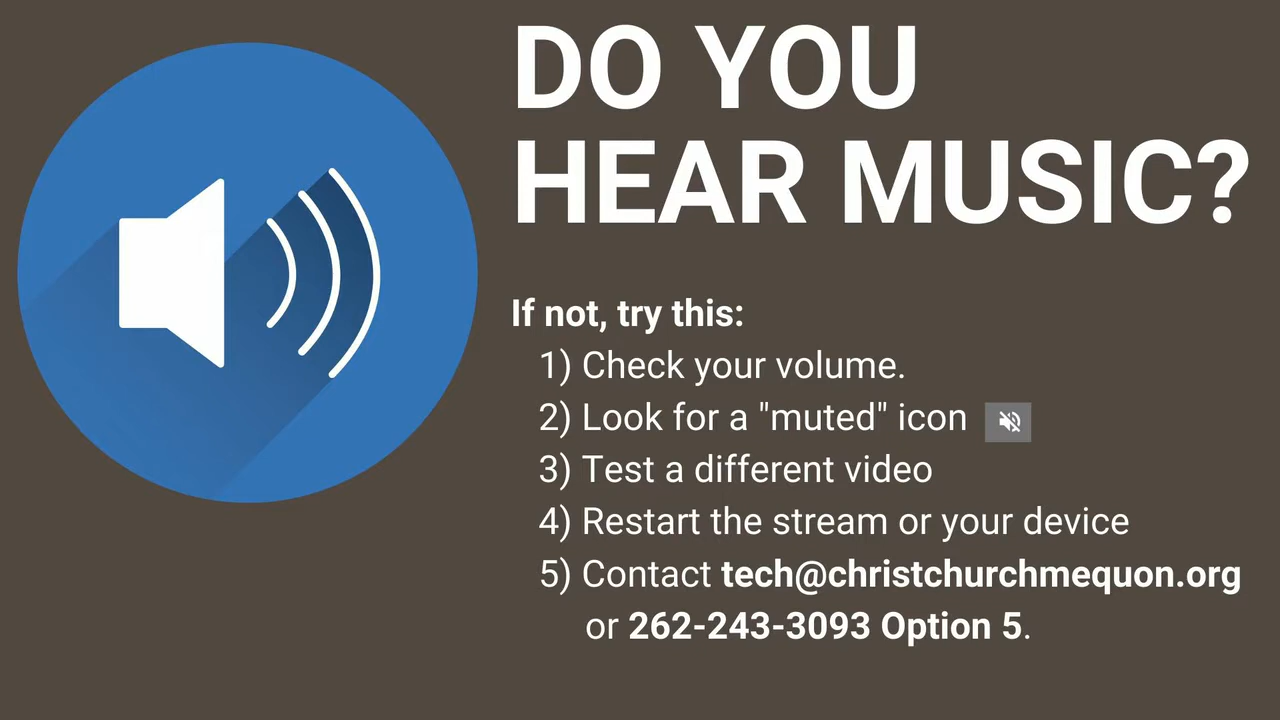 DO YOU
HEAR MUSIC?
If not, try this:
1) Check your volume.
2) Look for a "muted" icon
3) Test a different video
4) Restart the stream or your device
5) Contact tech@christchurchmequon.org
or 262-243-3093 Option 5.